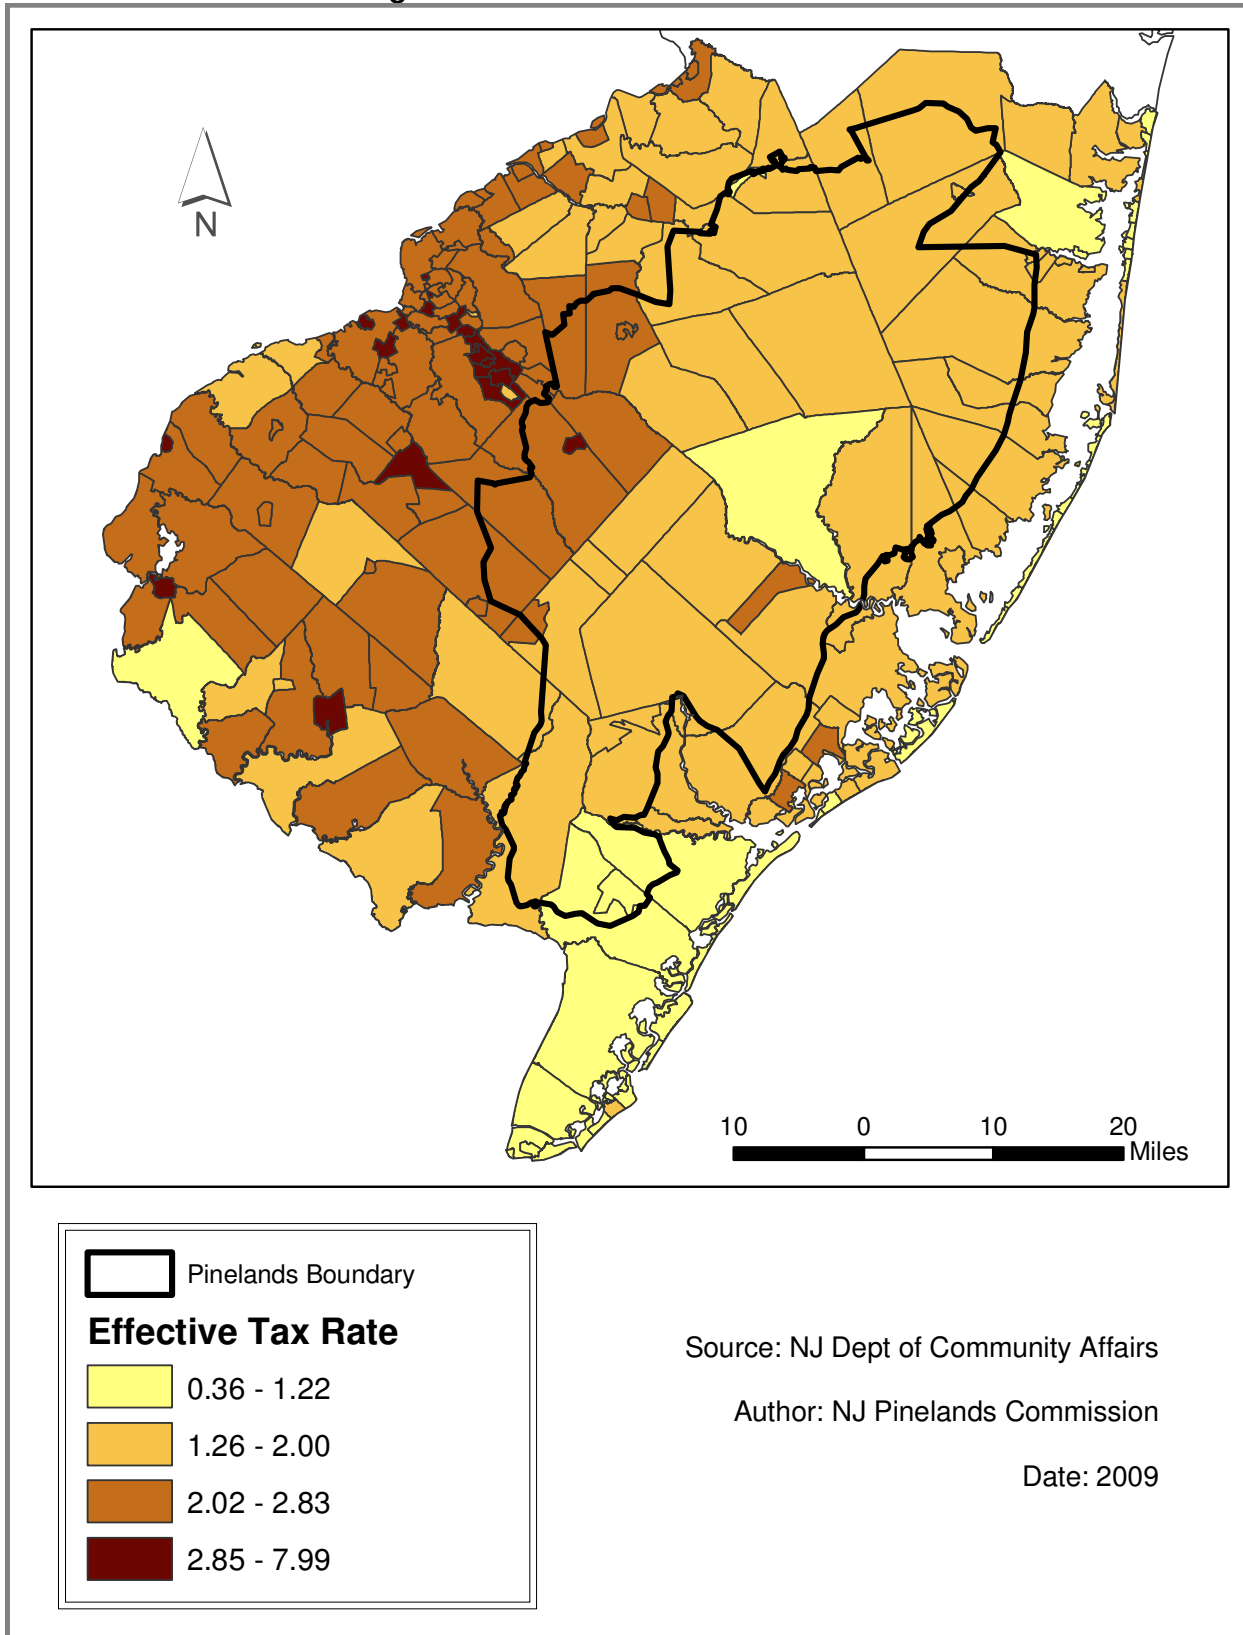 N
10 0 10 20
Miles
Pinelands Boundary
Effective Tax Rate
0.36 - 1.22
1.26 - 2.00
2.02 - 2.83
2.85 - 7.99
Source: NJ Dept of Community Affairs
Author: NJ Pinelands Commission
Date: 2009